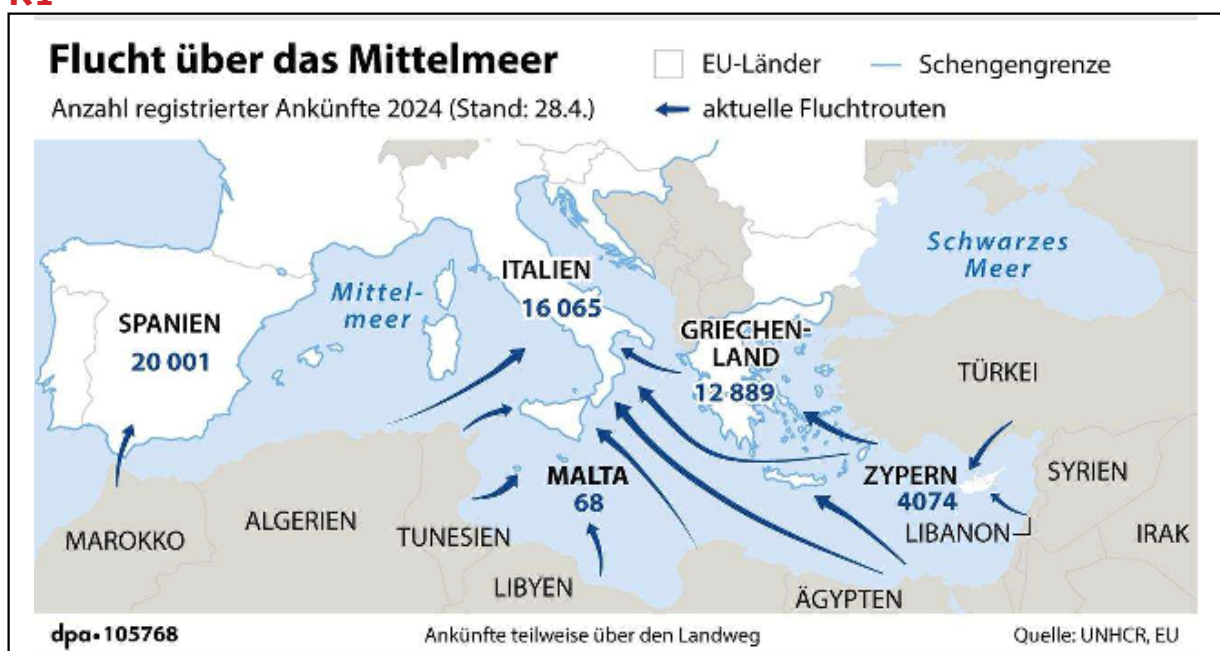 Flucht über das Mittelmeer
Anzahl registrierter Ankünfte 2024 (Stand: 28.4.)
EU-Länder
Schengengrenze
aktuelle Fluchtrouten
Schwarzes
Meer
ITALIEN
16 065
Mittel-
meer
SPANIEN
20 001
GRIECHEN-
LAND
12 889
TÜRKEI
MALTA
68
ZYPERN
4074
SYRIEN
LIBANON
IRAK
MAROKKO
ALGERIEN
TUNESIEN
LIBYEN
ÄGYPTEN
dpa•105768
Ankünfte teilweise über den Landweg
Quelle: UNHCR, EU